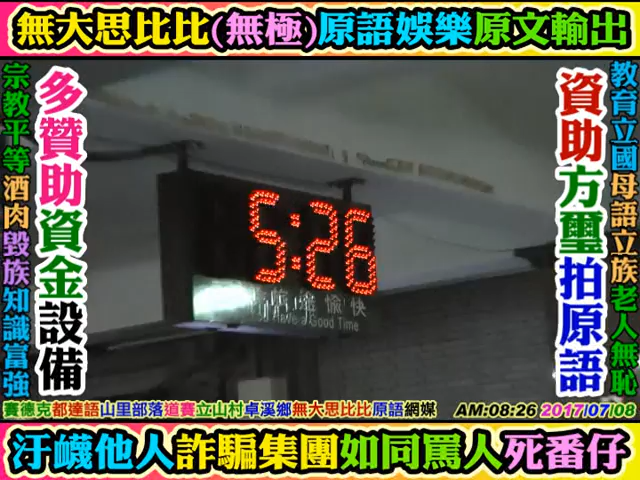 無大思比比(無極)原語娛樂原文輸出
宗教平等酒肉毀族知識富強
多贊助資金設備
5:26
愉快
Have a Good Time
資助方璽拍原語
教育立國母語立族老人無恥
賽德克都達語山里部落道賽立山村卓溪鄉無大思比比原語網媒 AM:08:26 2017/07/08
汙衊他人詐騙集團如同罵人死番仔